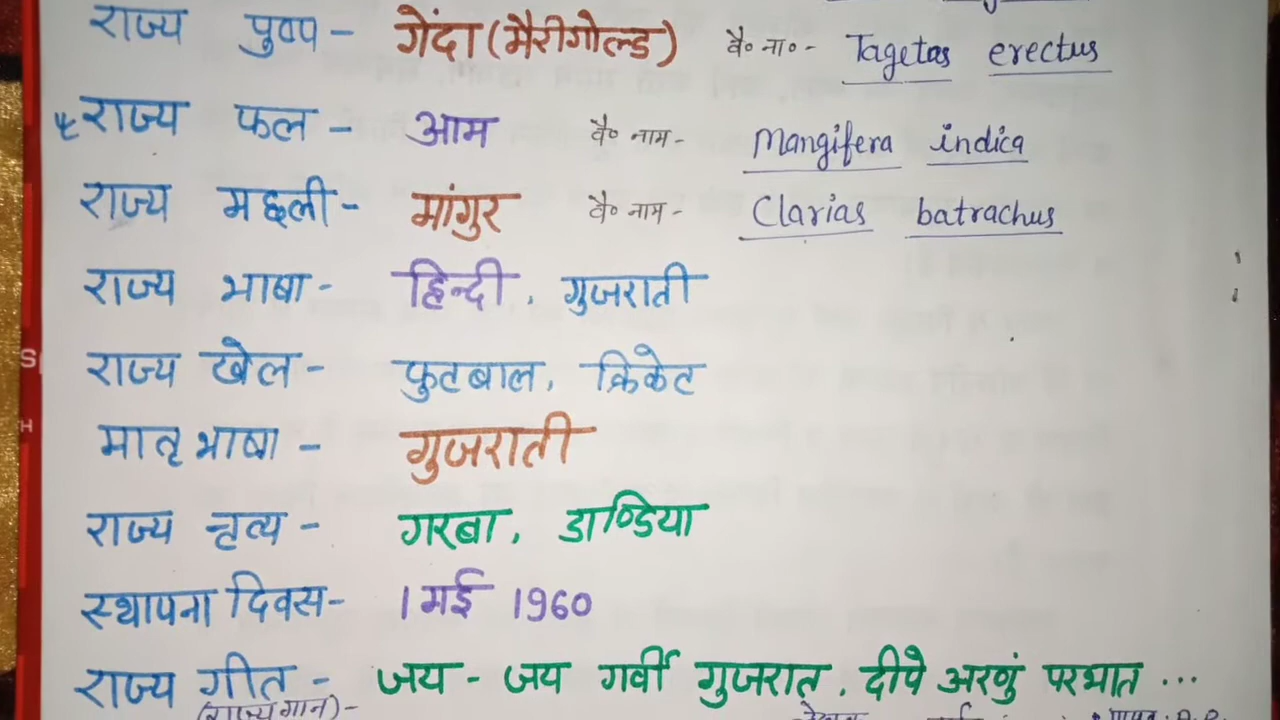 राज्य पुष्प - गेंदा (मैरीगोल्ड) वै० ना० - Tagetas erectus
राज्य फल - आम वै० नाम - Mangifera indica
राज्य मछली - मांगुर वै० नाम - Clarias batrachus
राज्य भाषा - हिन्दी, गुजराती
राज्य खेल - फुटबाल, क्रिकेट
मातृ भाषा - गुजराती
राज्य नृत्य - गरबा, डाण्डिया
स्थापना दिवस - 1 मई 1960
राज्य गीत - जय - जय गर्वी गुजरात, दीपे अरुणुं परभात ...
(राज्य गान) -